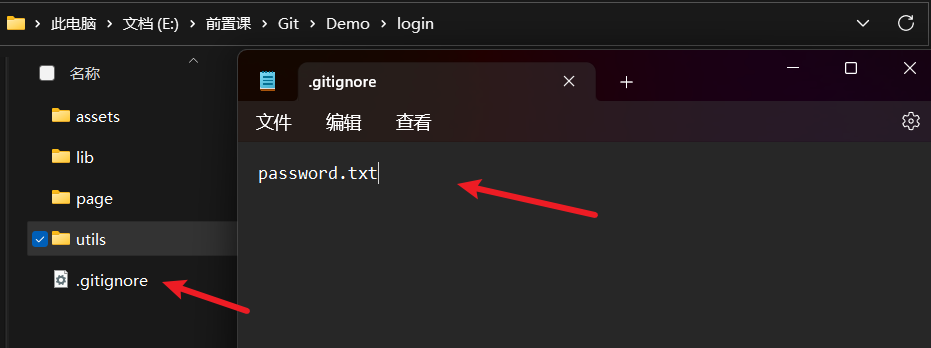 此电脑 > 文档 (E:) > 前置课 > Git > Demo > login
名称
assets
lib
page
utils
.gitignore
.gitignore
文件 编辑 查看
password.txt